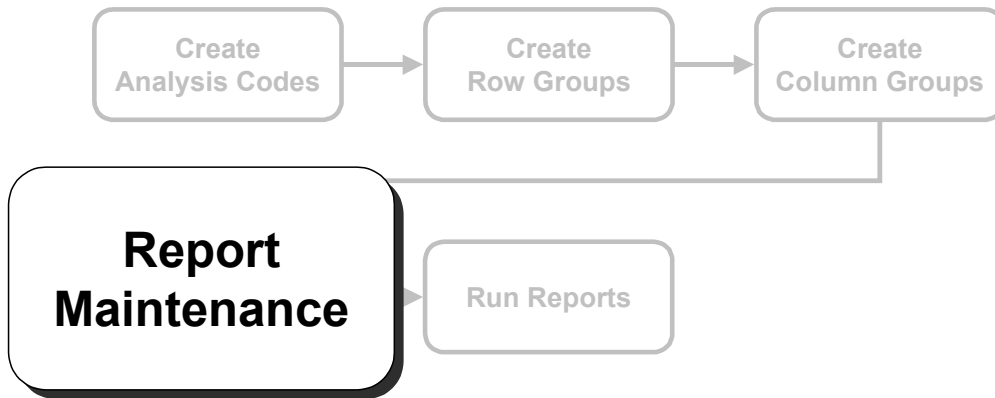 Create
Analysis Codes
Create
Row Groups
Create
Column Groups
Report
Maintenance
Run Reports